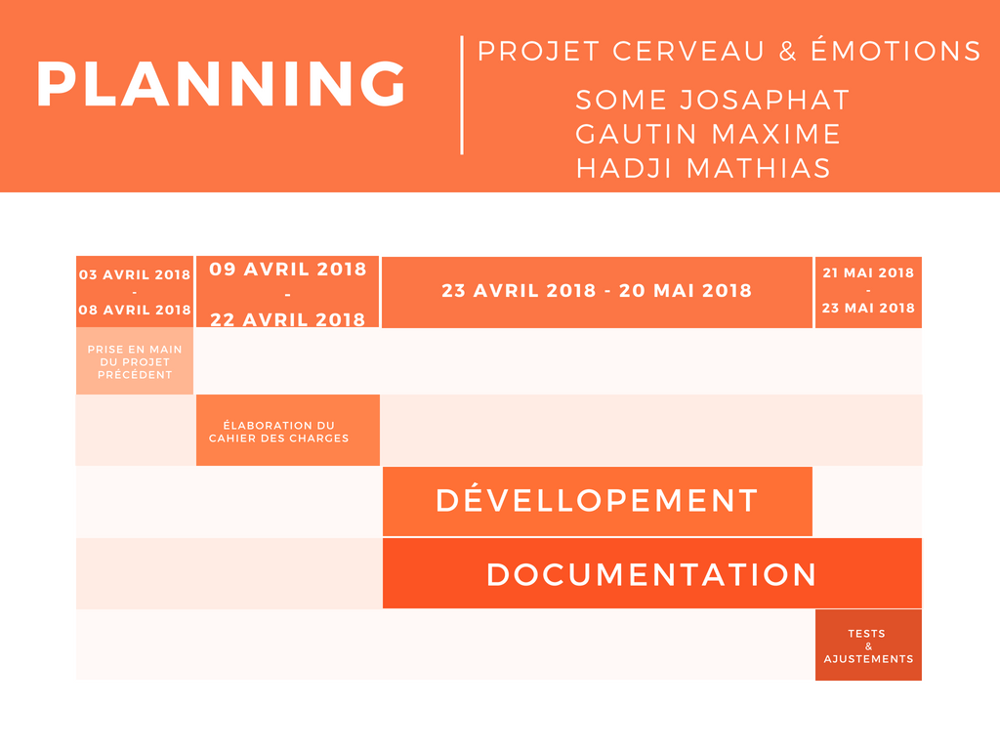 PLANNING
PROJET CERVEAU & ÉMOTIONS
SOME JOSAPHAT
GAUTIN MAXIME
HADJI MATHIAS
03 AVRIL 2018
-
08 AVRIL 2018
09 AVRIL 2018
-
22 AVRIL 2018
23 AVRIL 2018 - 20 MAI 2018
21 MAI 2018
-
23 MAI 2018
PRISE EN MAIN
DU PROJET
PRÉCÉDENT
ÉLABORATION DU
CAHIER DES CHARGES
DÉVELLOPEMENT
DOCUMENTATION
TESTS
&
AJUSTEMENTS